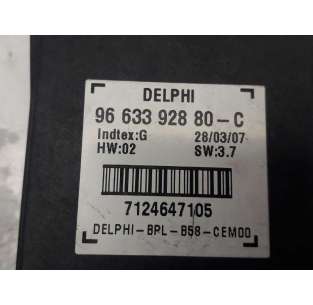 DELPHI
96 633 928 80-C
Indtex:G 28/03/07
HW:02 SW:3.7
7124647105
DELPHI-BPL-B58-CEM00